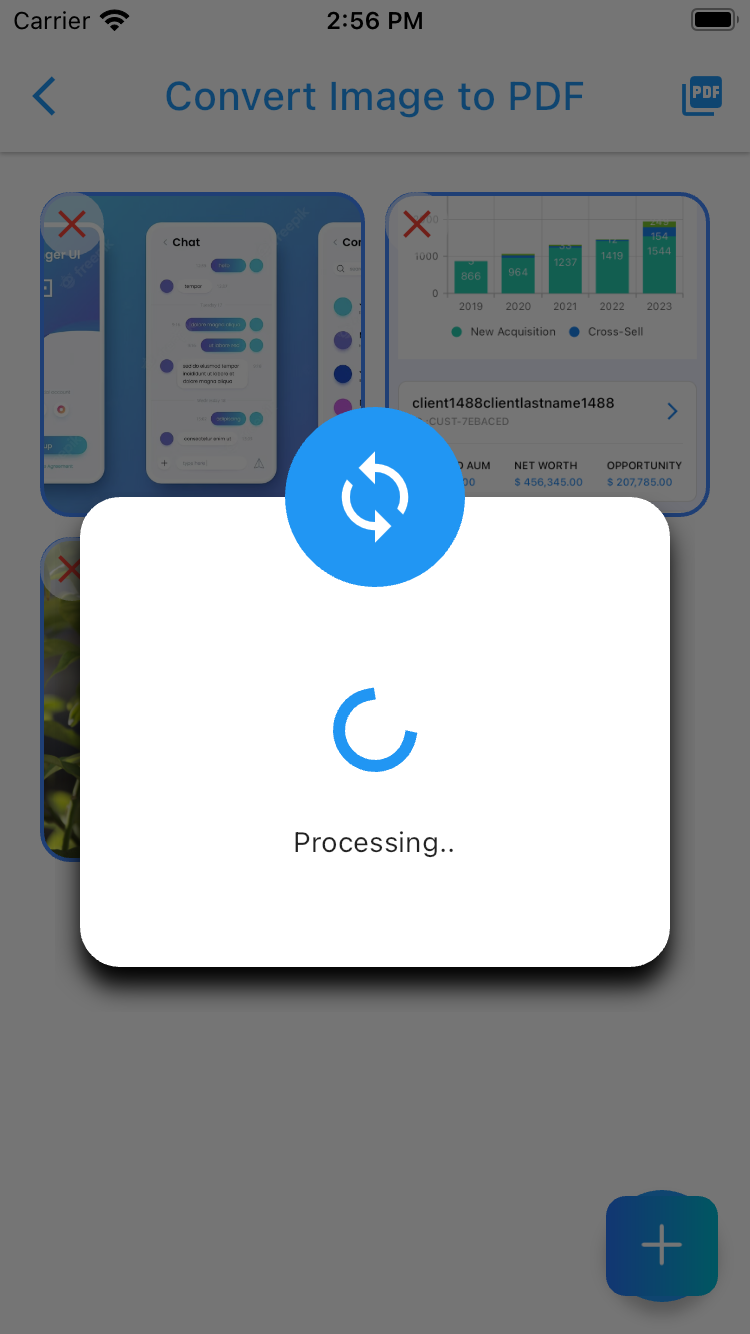 Carrier
2:56 PM
Convert Image to PDF
PDF
ger UI
Chat
tempor
sed do eiusmod tempor
incididunt ut labore et
dolore magna aliqua
consectetur enim ut
Con
1000
0
866
964
1237
1419
154
1544
2019 2020 2021 2022 2023
New Acquisition Cross-Sell
client1488clientlastname1488
CUST-7EBACED
AUM NET WORTH OPPORTUNITY
$ 456,345.00 $ 207,785.00
Processing..